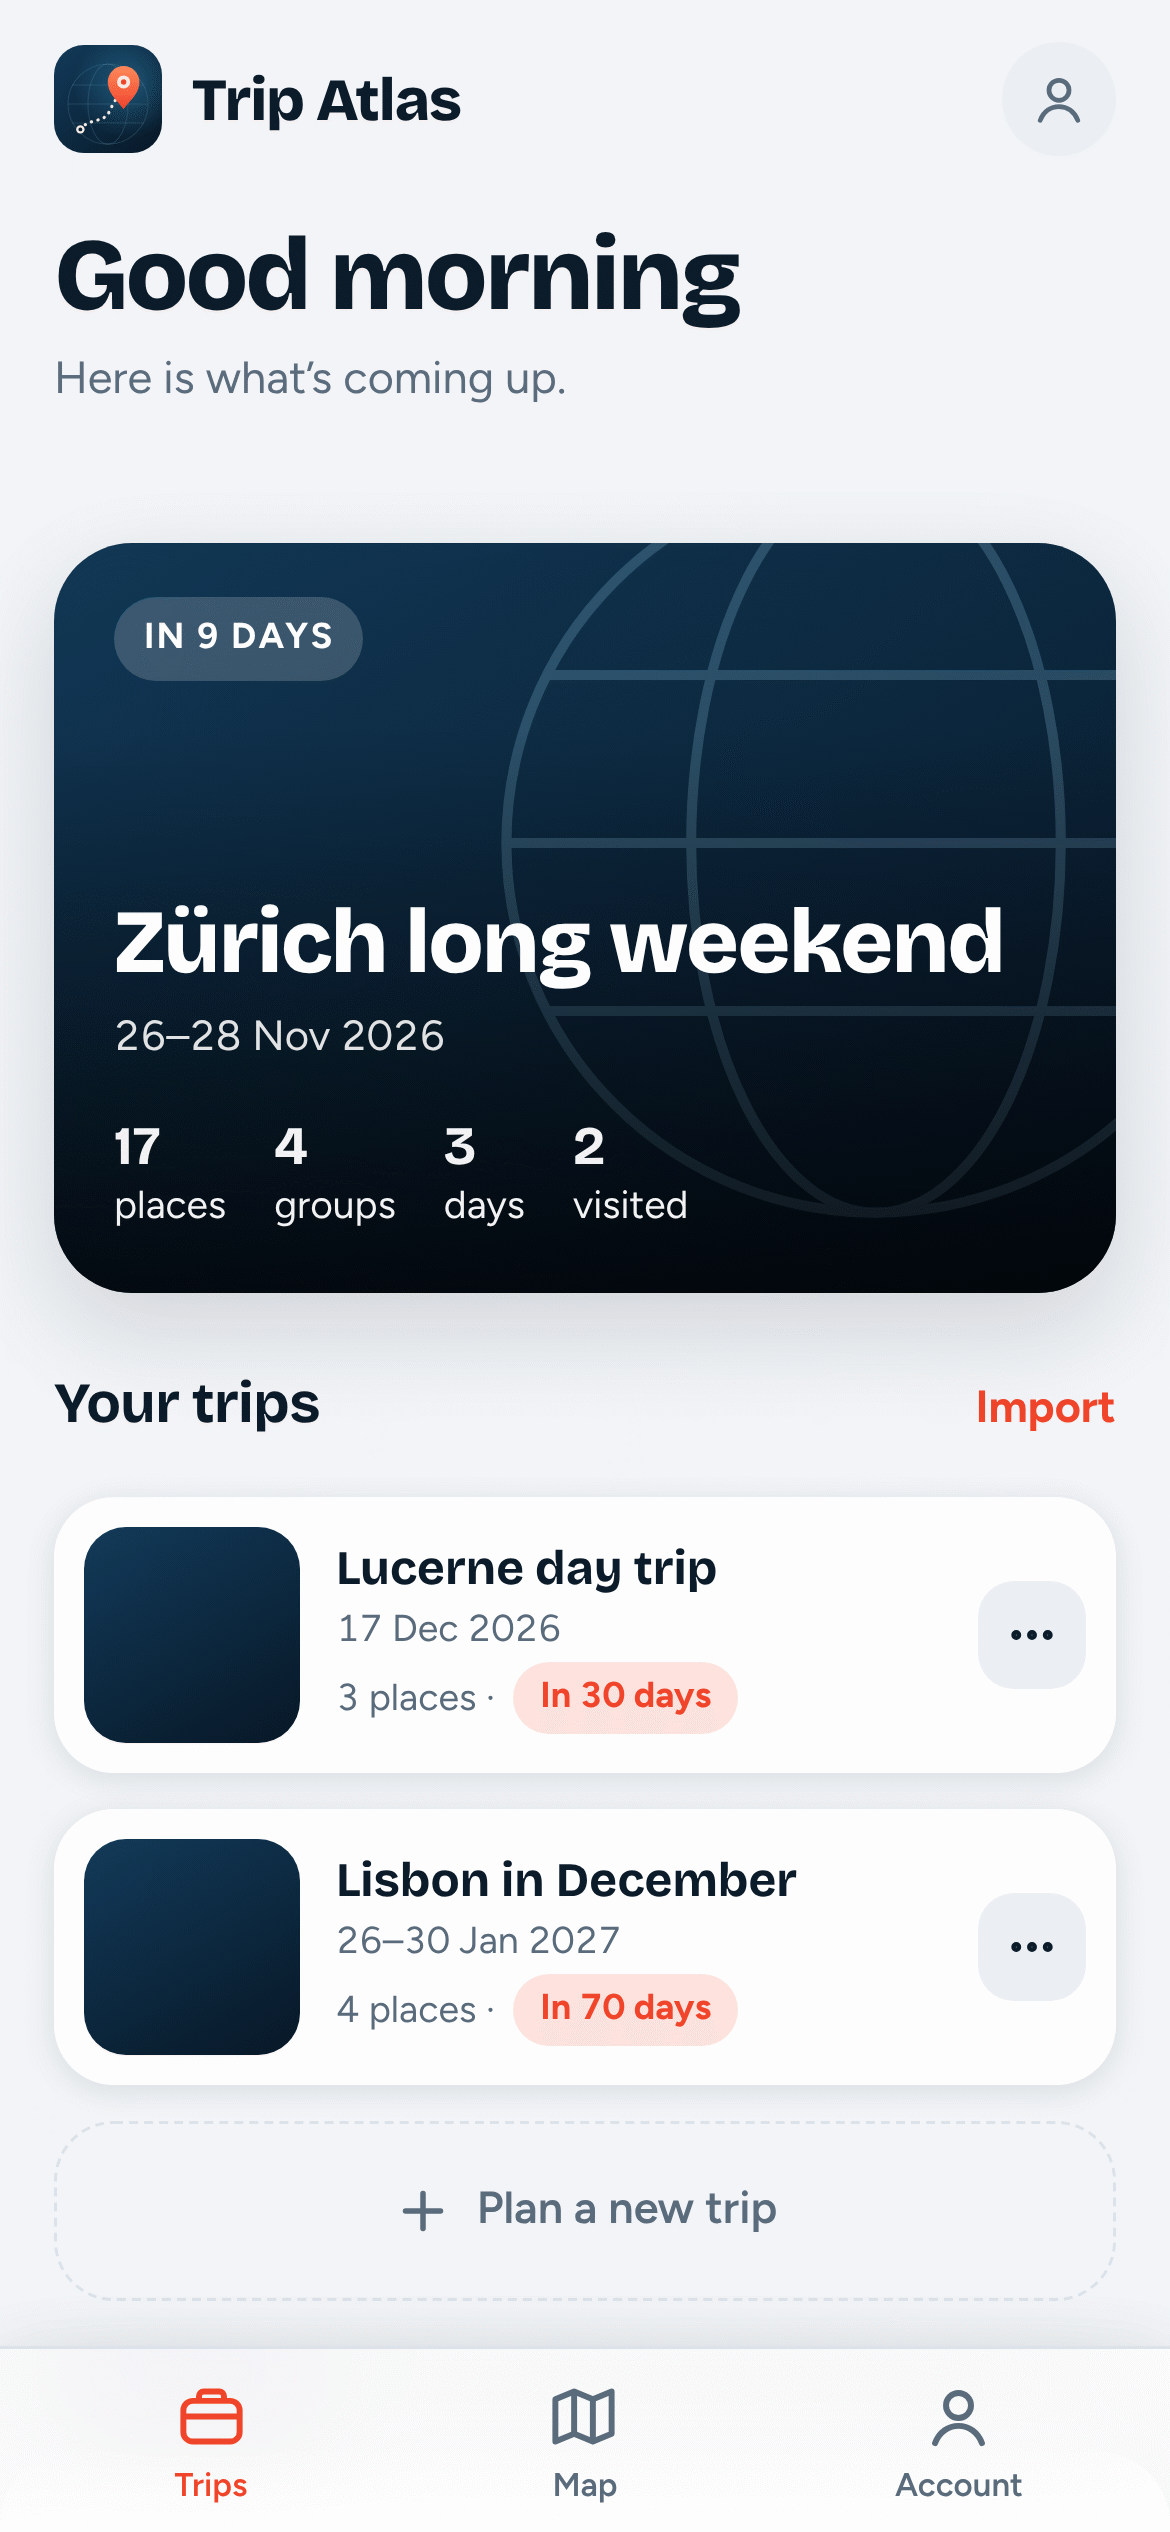 Trip Atlas
Good morning
Here is what’s coming up.
IN 9 DAYS
Zürich long weekend
26–28 Nov 2026
17 4 3 2
places groups days visited
Your trips Import
Lucerne day trip
17 Dec 2026
3 places · In 30 days
Lisbon in December
26–30 Jan 2027
4 places · In 70 days
Plan a new trip
Trips Map Account